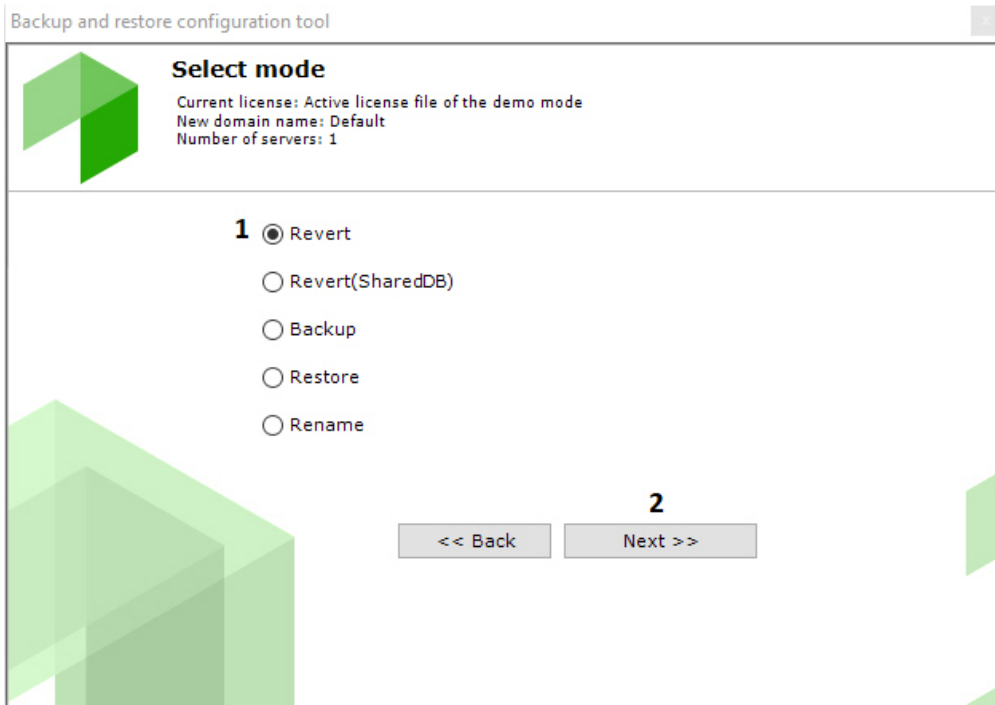 Backup and restore configuration tool
x
Select mode
Current license: Active license file of the demo mode
New domain name: Default
Number of servers: 1
1 Revert
Revert(SharedDB)
Backup
Restore
Rename
2
<< Back Next >>